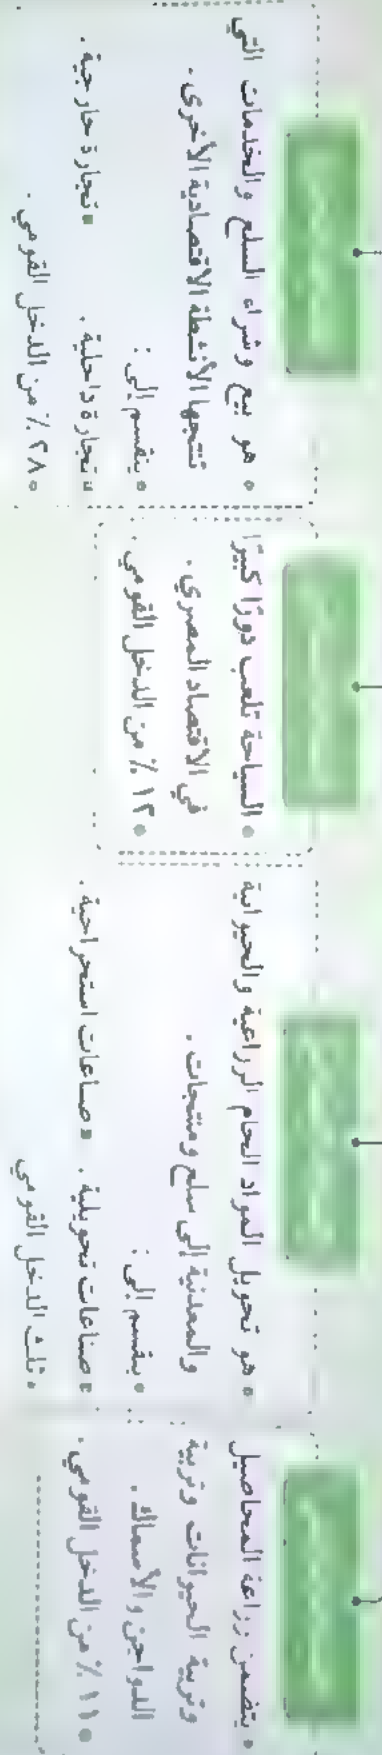 • يتضمن زراعة المحاصيل
وتربية الحيوانات وتربية
الدواجن والأسماك.
• ١١٪ من الدخل القومي.
• هو تحويل المواد الخام الزراعية والحيوانية
والمعدنية إلى سلع ومنتجات.
• ينقسم إلى:
صناعات تحويلية. صناعات استخراجية.
• ثلث الدخل القومي
• السياحة تلعب دورًا كبيرًا
في الاقتصاد المصري.
• ١٢٪ من الدخل القومي.
• هو بيع وشراء السلع والخدمات التي
تنتجها الأنشطة الاقتصادية الأخرى.
• ينقسم إلى:
تجارة داخلية. تجارة خارجية.
• ٢٨٪ من الدخل القومي.